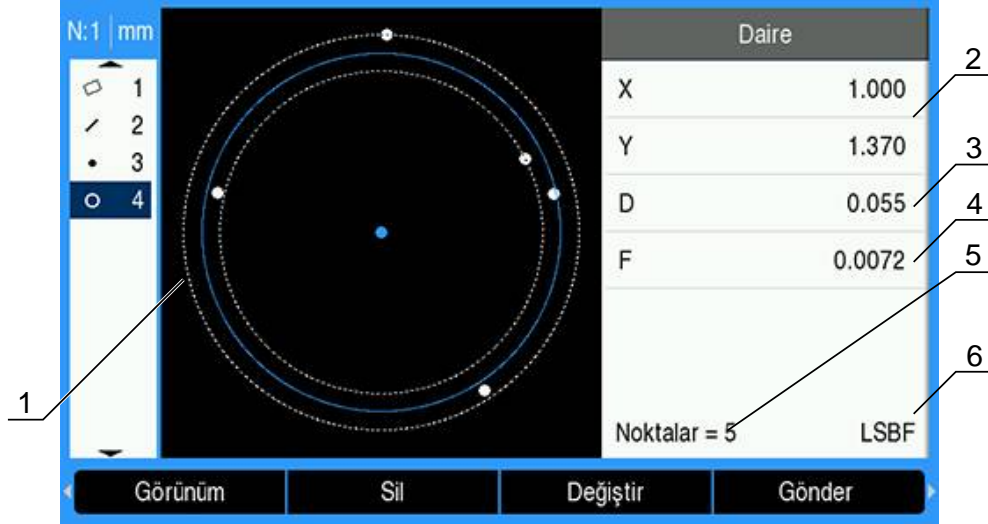 N:1 mm
1
2
3
4
Daire
X 1.000
Y 1.370
D 0.055
F 0.0072
Noktalar = 5 LSBF
Görünüm Sil Değiştir Gönder
1
2
3
4
5
6